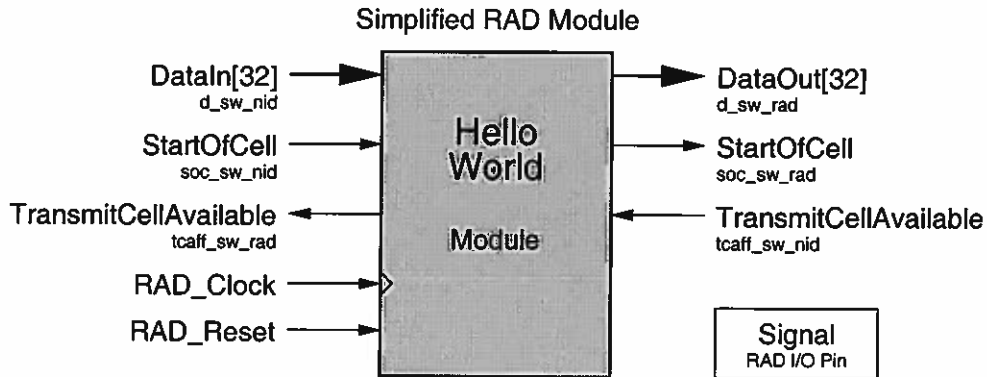 Simplified RAD Module
DataIn[32]
d_sw_nid
StartOfCell
soc_sw_nid
TransmitCellAvailable
tcaff_sw_rad
RAD_Clock
RAD_Reset
Hello
World
Module
DataOut[32]
d_sw_rad
StartOfCell
soc_sw_rad
TransmitCellAvailable
tcaff_sw_nid
Signal
RAD I/O Pin